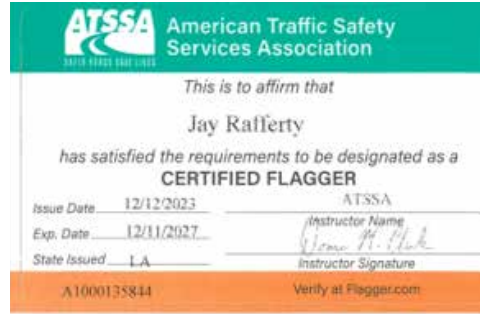 ATSSA
American Traffic Safety
Services Association
SAFER ROADS SAVE LIVES
This is to affirm that
Jay Rafferty
has satisfied the requirements to be designated as a
CERTIFIED FLAGGER
Issue Date 12/12/2023
ATSSA
Instructor Name
Exp. Date 12/11/2027
State Issued LA
Instructor Signature
A1000135844
Verify at Flagger.com